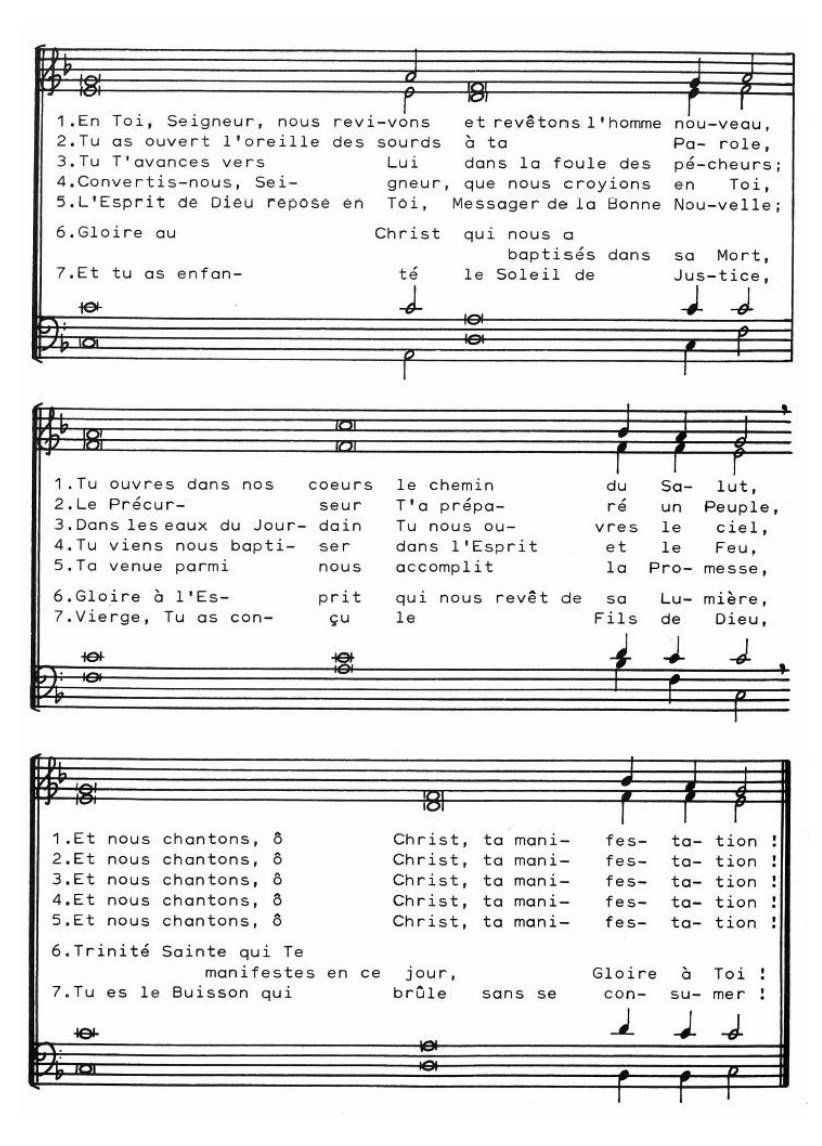 1.En Toi, Seigneur, nous revi-vons et revêtons l'homme nou-veau,
2.Tu as ouvert l'oreille des sourds à ta Pa- role,
3.Tu T'avances vers Lui dans la foule des pé-cheurs;
4.Convertis-nous, Sei- gneur, que nous croyions en Toi,
5.L'Esprit de Dieu repose en Toi, Messager de la Bonne Nou-velle;
6.Gloire au Christ qui nous a
baptisés dans sa Mort,
7.Et tu as enfan- té le Soleil de Jus-tice,
1.Tu ouvres dans nos coeurs le chemin du Sa- lut,
2.Le Précur- seur T'a prépa- ré un Peuple,
3.Dans les eaux du Jour- dain Tu nous ou- vres le ciel,
4.Tu viens nous bapti- ser dans l'Esprit et le Feu,
5.Ta venue parmi nous accomplit la Pro- messe,
6.Gloire à l'Es- prit qui nous revêt de sa Lu- mière,
7.Vierge, Tu as con- çu le Fils de Dieu,
1.Et nous chantons, ô Christ, ta mani- fes- ta- tion !
2.Et nous chantons, ô Christ, ta mani- fes- ta- tion !
3.Et nous chantons, ô Christ, ta mani- fes- ta- tion !
4.Et nous chantons, ô Christ, ta mani- fes- ta- tion !
5.Et nous chantons, ô Christ, ta mani- fes- ta- tion !
6.Trinité Sainte qui Te
manifestes en ce jour, Gloire à Toi !
7.Tu es le Buisson qui brûle sans se con- su- mer !